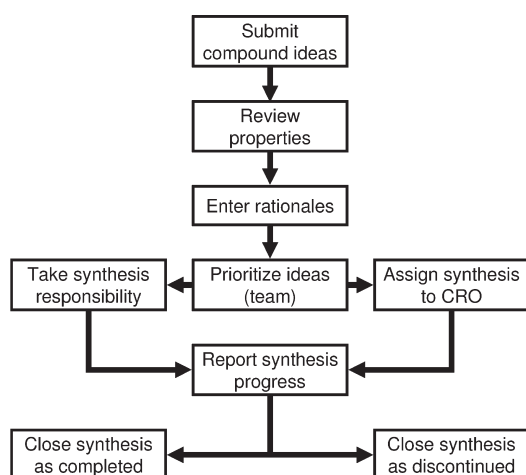 Submit
compound ideas
Review
properties
Enter rationales
Take synthesis
responsibility
Prioritize ideas
(team)
Assign synthesis
to CRO
Report synthesis
progress
Close synthesis
as completed
Close synthesis
as discontinued